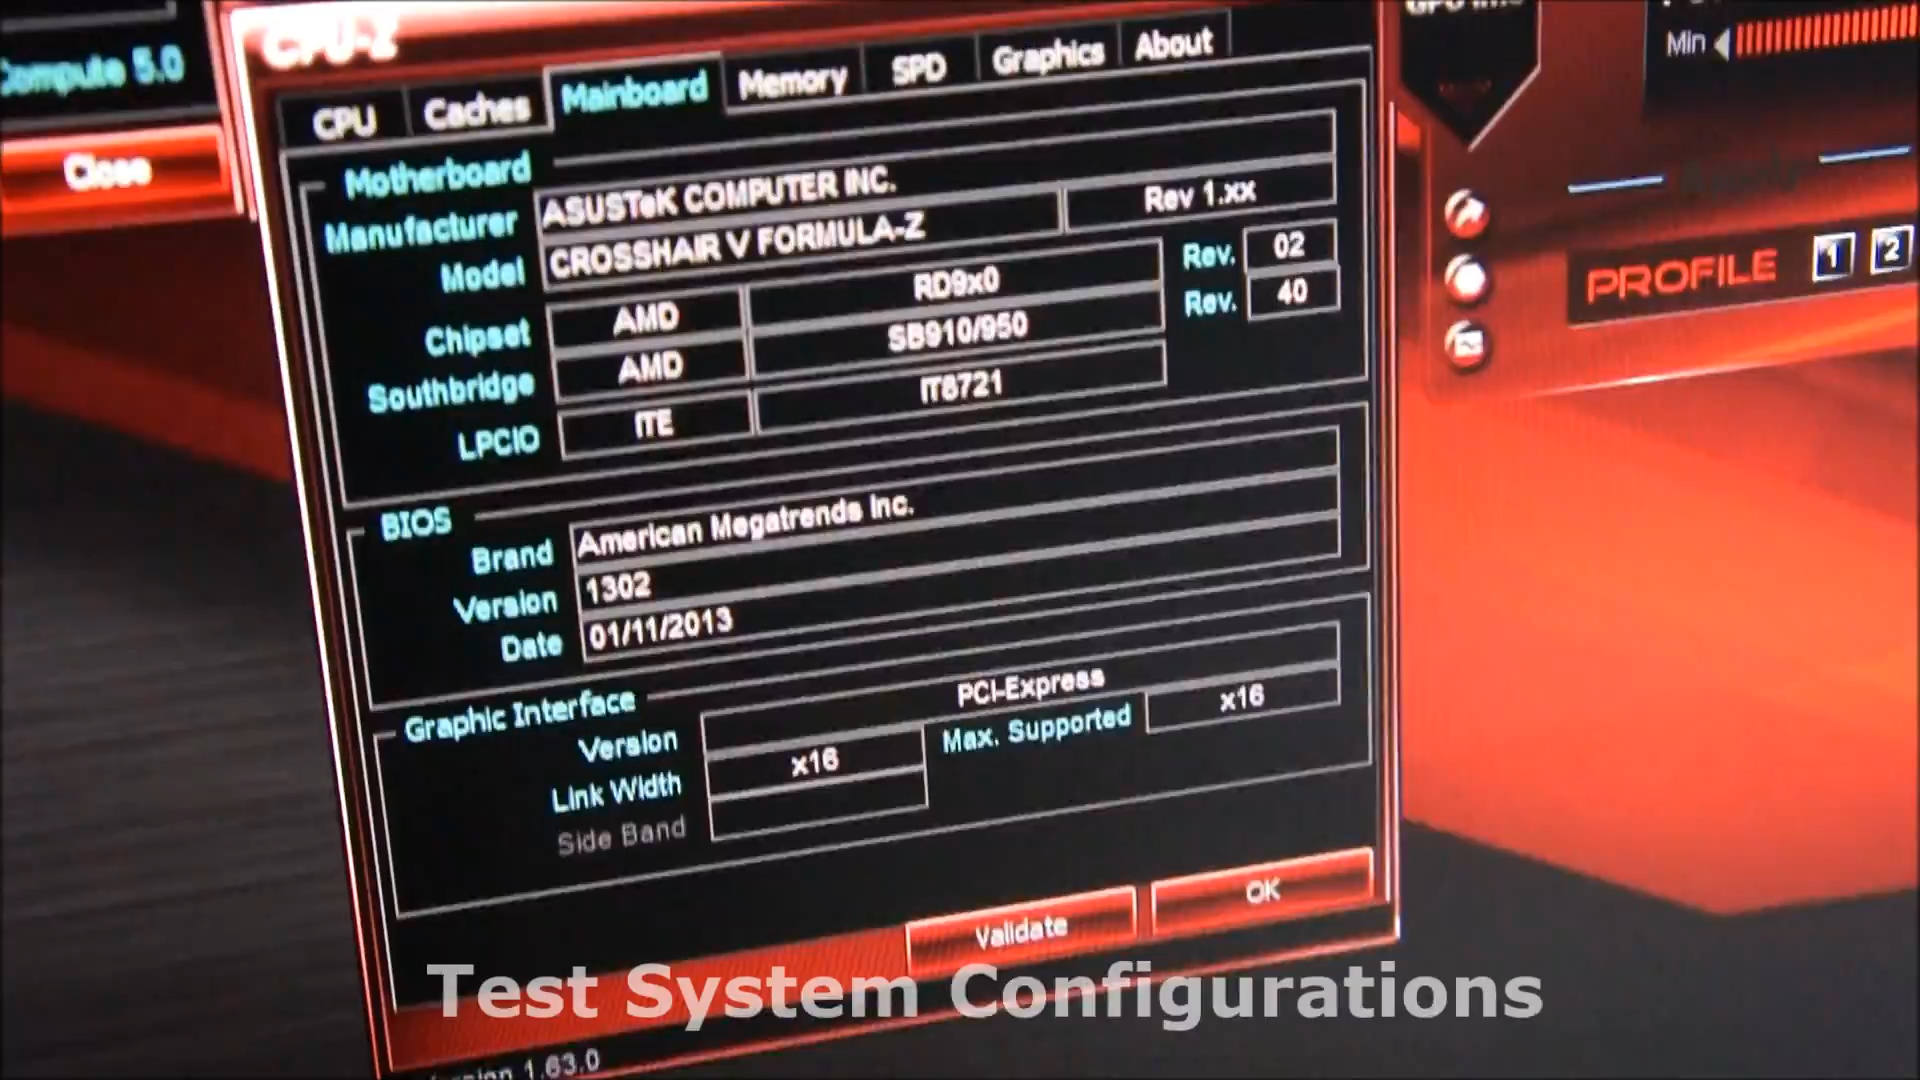 Compute 5.0
Close
CPU-Z
CPU Caches Mainboard Memory SPD Graphics About
Motherboard
Manufacturer ASUSTeK COMPUTER INC.
Model CROSSHAIR V FORMULA-Z Rev 1.xx
Chipset AMD RD9x0 Rev. 02
Southbridge AMD SB910/950 Rev. 40
LPCIO ITE IT8721
BIOS
Brand American Megatrends Inc.
Version 1302
Date 01/11/2013
Graphic Interface
Version PCI-Express
Link Width x16 Max. Supported x16
Side Band
Validate OK
1.63.0
Min
PROFILE 1 2
Test System Configurations